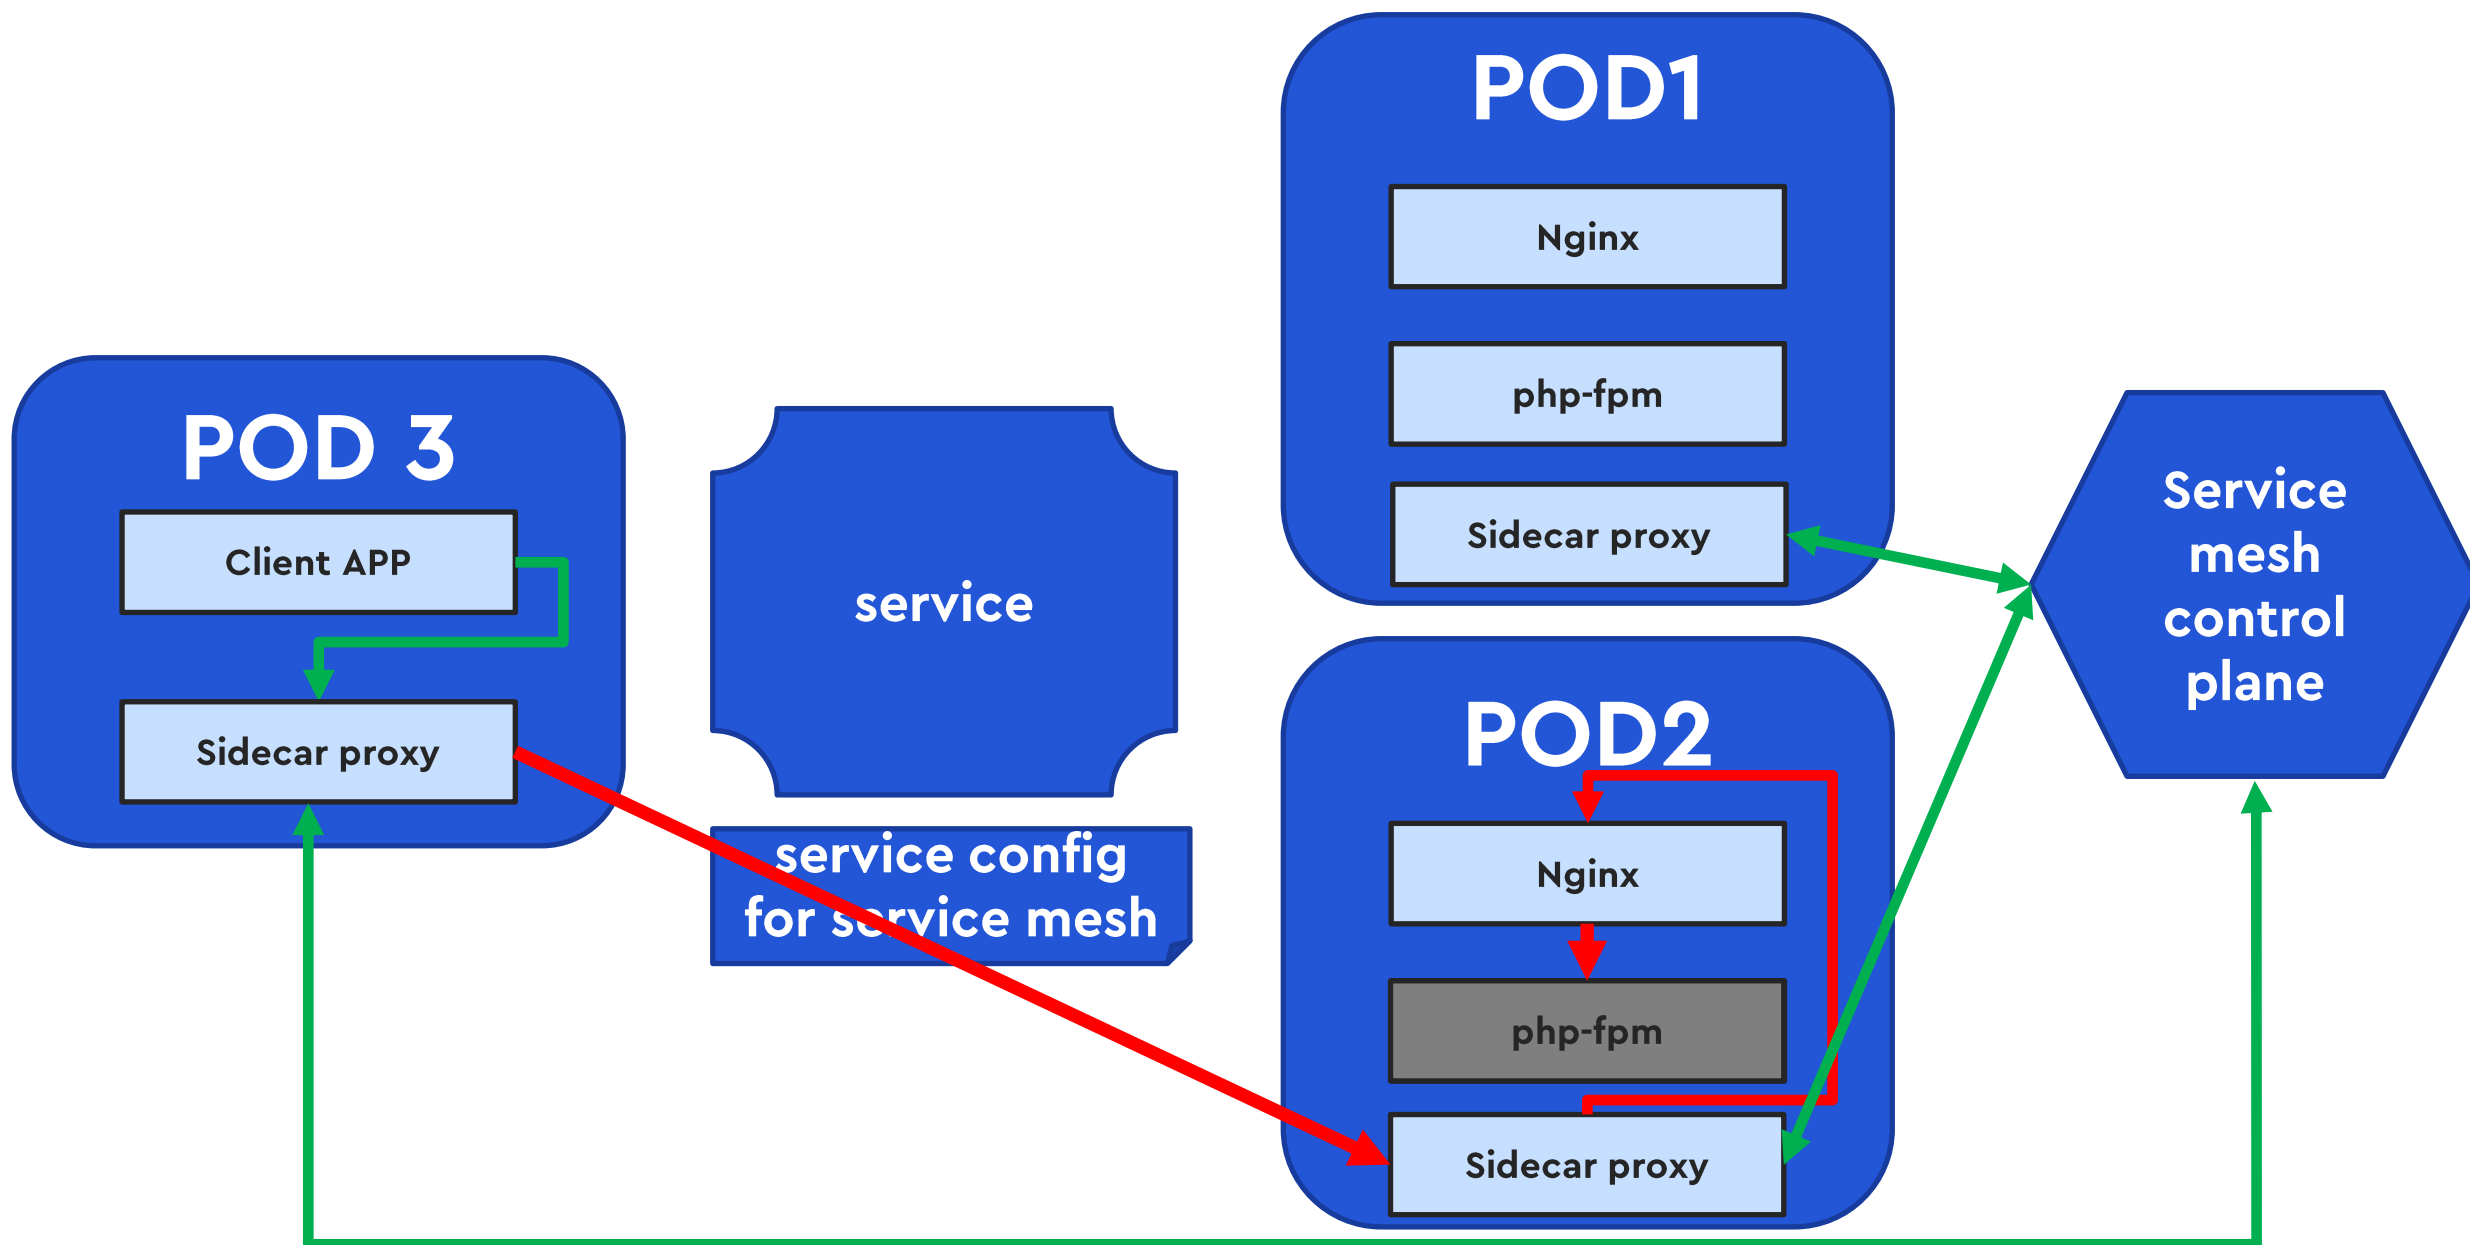 POD 3
Client APP
Sidecar proxy
service
service config
for service mesh
POD1
Nginx
php-fpm
Sidecar proxy
POD2
Nginx
php-fpm
Sidecar proxy
Service
mesh
control
plane